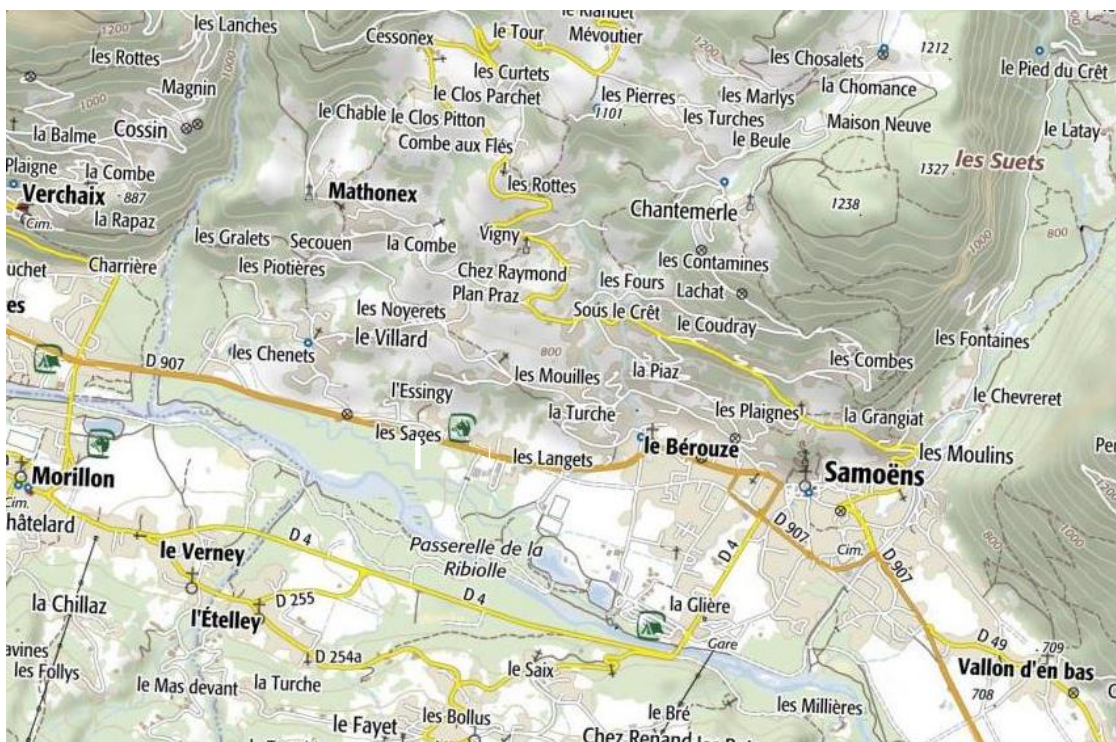 1200
les Lanches
les Rottes
1000
Magnin
1000
Cossin
la Balme
Plaigne
la Combe
887
Verchaix
Cim.
la Rapaz
Charrière
Cessonex
le Tour
Mévoutier
les Curtets
le Clos Parchet
le Chable
le Clos Pitton
Combe aux Flés
1200
les Pierres
1101
les Marlys
les Turches
le Beule
les Chosalets
1212
la Chomance
Maison Neuve
le Pied du Crêt
le Latay
les Suets
1327
1238
800
1000
Mathonex
les Rottes
Chantemerle
les Gralets
Secouen
la Combe
Vigny
les Piotières
Chez Raymond
les Contamines
Plan Praz
les Fours
Lachat
les Noyerets
Sous le Crêt
le Coudray
le Villard
les Chenets
800
les Combes
les Fontaines
D 907
les Mouilles
la Piaz
l'Essingy
la Turche
les Plaignes
la Grangiat
le Chevreret
les Sages
les Langets
le Bérouze
les Moulins
Samoëns
Morillon
Cim.
D 4
le Verney
Passerelle de la
Ribiolle
D 4
D 907
Cim.
D 907
800
1000
D 4
la Chillaz
D 255
l'Ételley
la Glière
Gare
D 49
709
D 254a
les Follys
le Mas devant
la Turche
le Saix
Vallon d'en bas
708
les Millières
le Fayet
les Bollus
le Bré